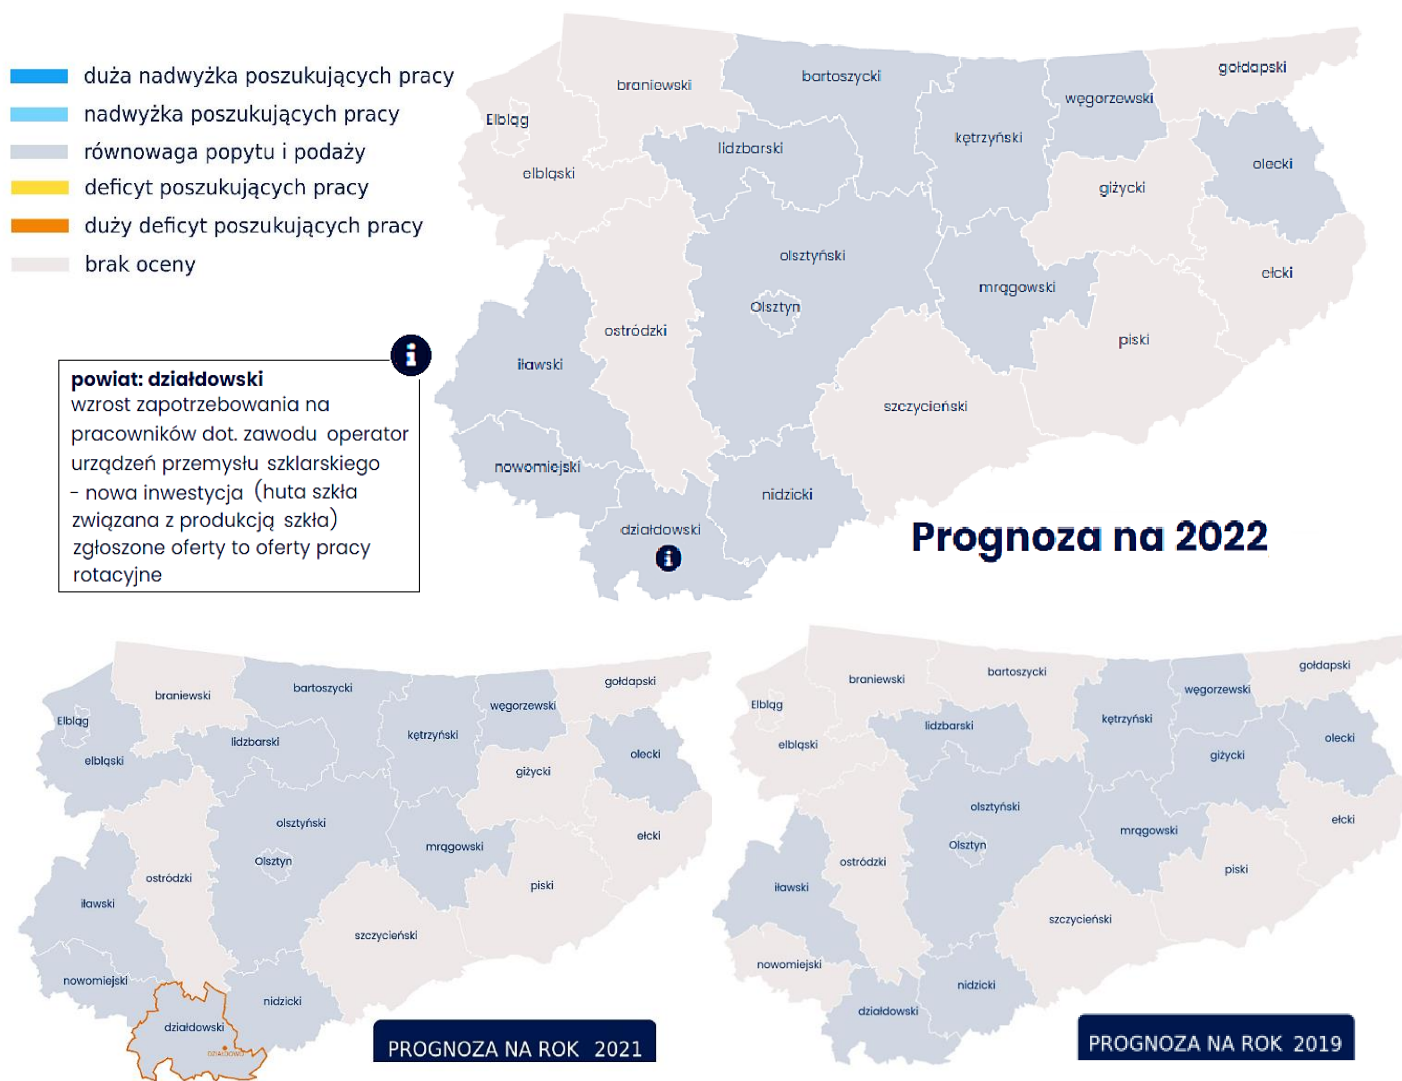 duża nadwyżka poszukujących pracy
nadwyżka poszukujących pracy
równowaga popytu i podaży
deficyt poszukujących pracy
duży deficyt poszukujących pracy
brak oceny
i
powiat: działdowski
wzrost zapotrzebowania na
pracowników dot. zawodu operator
urządzeń przemysłu szklarskiego
- nowa inwestycja (huta szkła
związana z produkcją szkła)
zgłoszone oferty to oferty pracy
rotacyjne
braniewski
bartoszycki
gołdapski
węgorzewski
Elbląg
lidzbarski
kętrzyński
olecki
elbląski
giżycki
olsztyński
ełcki
mrągowski
Olsztyn
ostródzki
piski
iławski
szczycieński
nowomiejski
nidzicki
działdowski
i
Prognoza na 2022
braniewski
bartoszycki
gołdapski
węgorzewski
Elbląg
kętrzyński
lidzbarski
olecki
elbląski
giżycki
olsztyński
ełcki
mrągowski
Olsztyn
ostródzki
piski
iławski
szczycieński
nowomiejski
nidzicki
działdowski
DZIAŁDOWO
PROGNOZA NA ROK 2021
braniewski
bartoszycki
gołdapski
węgorzewski
Elbląg
kętrzyński
lidzbarski
olecki
elbląski
giżycki
olsztyński
ełcki
mrągowski
Olsztyn
ostródzki
piski
iławski
szczycieński
nowomiejski
nidzicki
działdowski
PROGNOZA NA ROK 2019